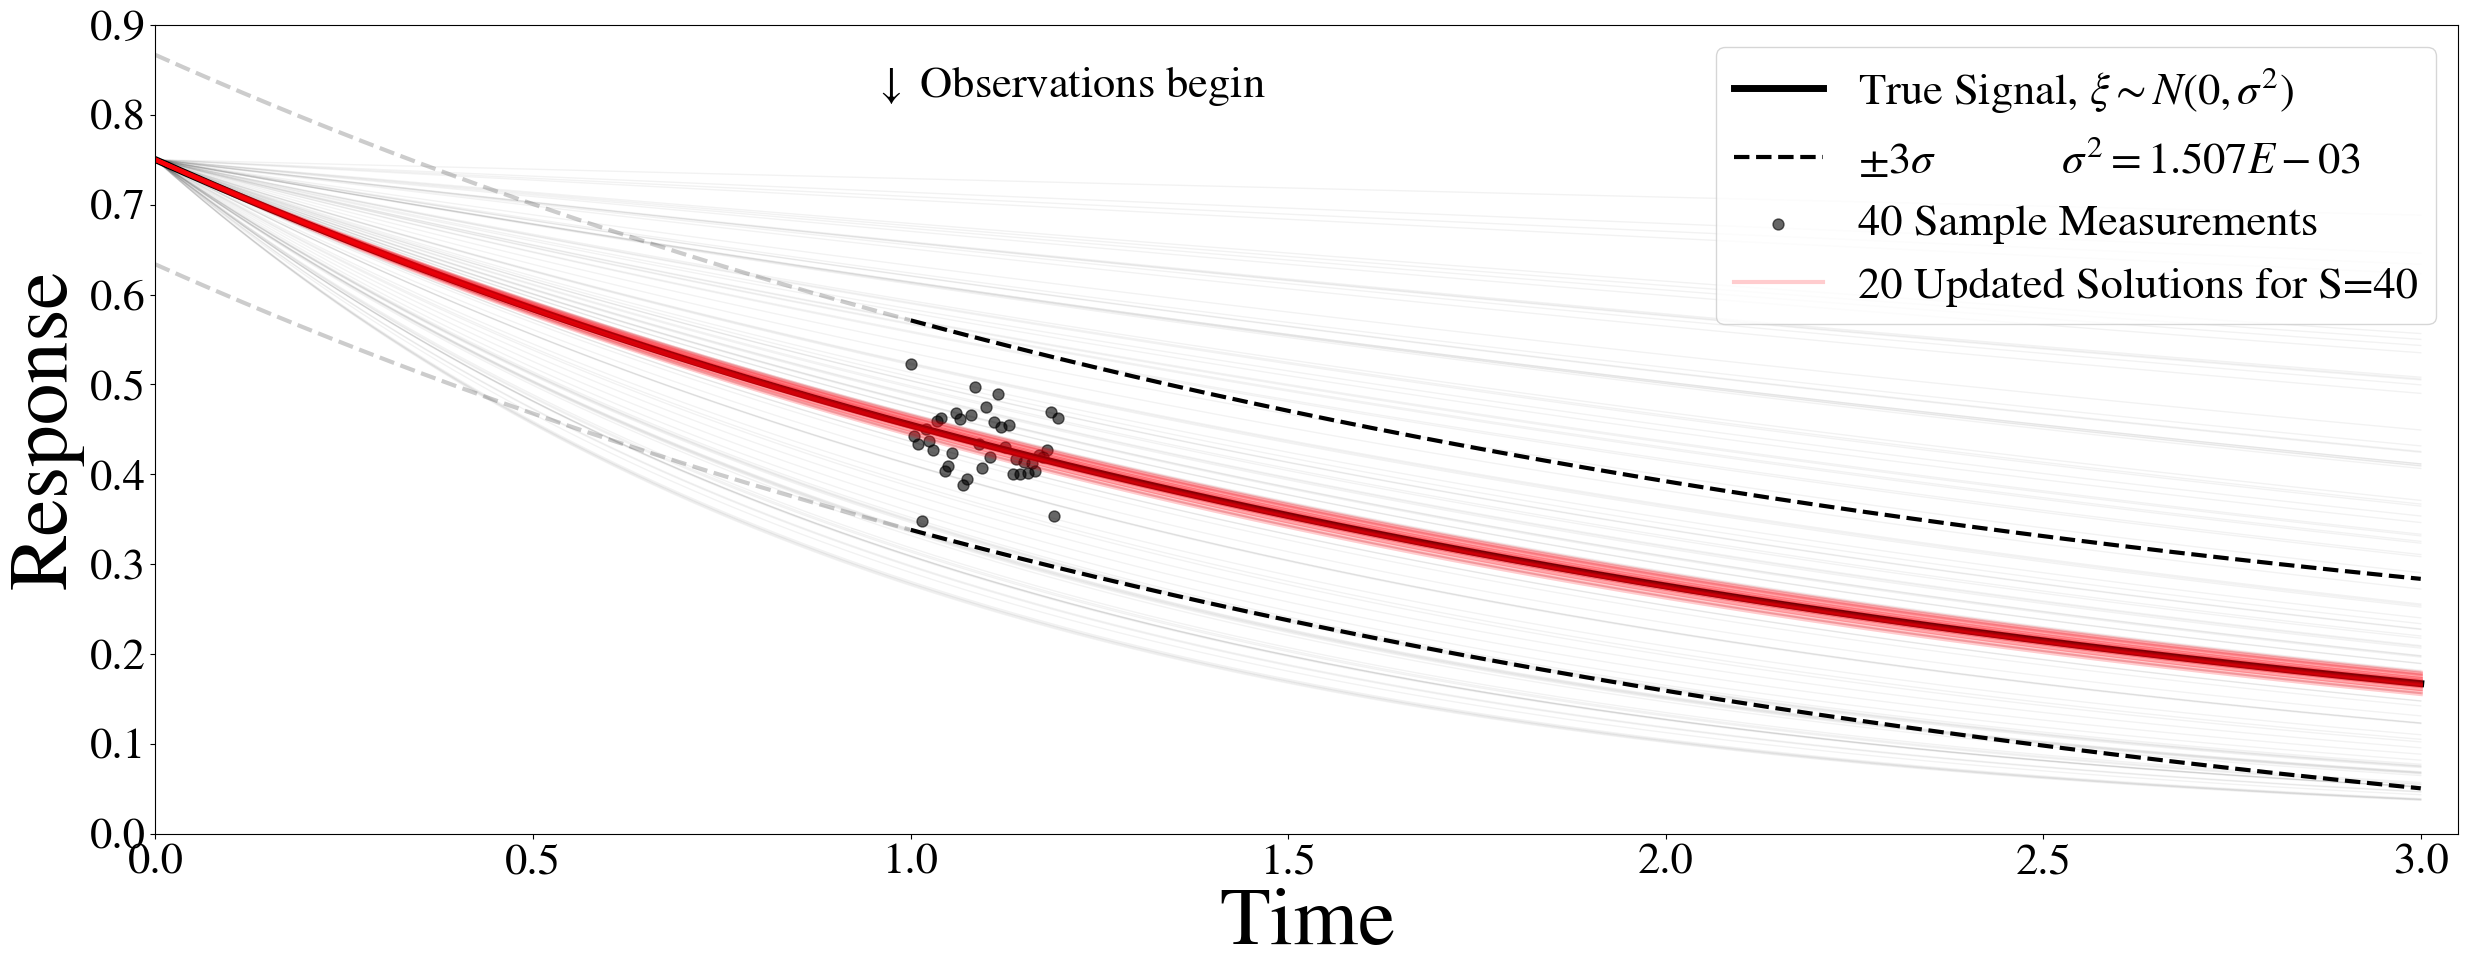 0.9
0.8
0.7
0.6
0.5
0.4
0.3
0.2
0.1
0.0
Response
↓ Observations begin
True Signal, ξ ~ N(0, σ²)
±3σ σ² = 1.507E − 03
40 Sample Measurements
20 Updated Solutions for S=40
0.0 0.5 1.0 1.5 2.0 2.5 3.0
Time